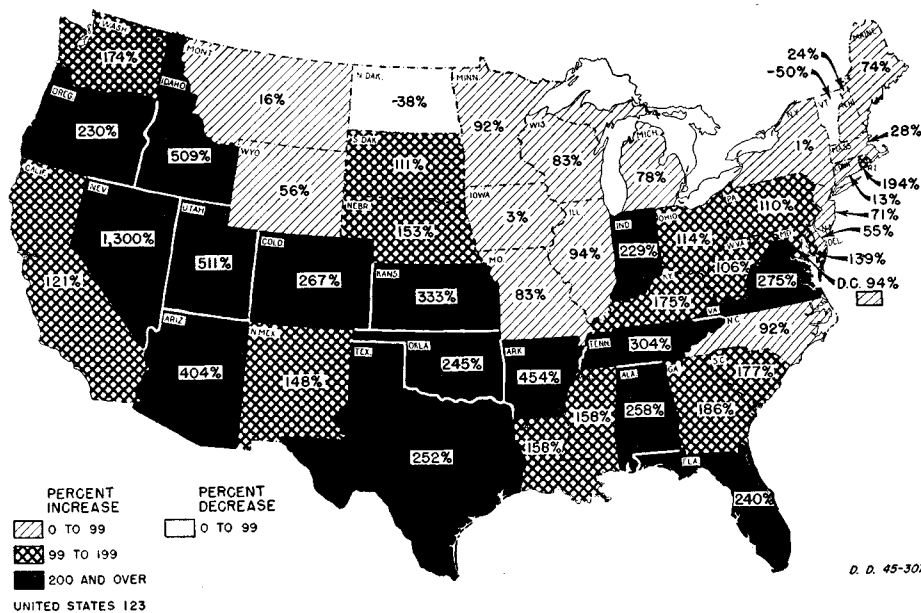 WASH.
174%
MONT.
16%
N. DAK.
-38%
MINN.
92%
24%
-50%
MAINE
74%
VT.
N.H.
OREG.
230%
IDAHO
509%
WYO.
56%
S. DAK.
111%
WIS.
83%
MICH.
78%
N.Y.
1%
MASS.
28%
R.I.
194%
13%
71%
55%
DEL.
139%
D.C. 94%
CALIF.
121%
NEV.
1,300%
UTAH
511%
COLO.
267%
NEBR.
153%
KANS.
333%
IOWA
3%
MO.
83%
ILL.
94%
IND.
229%
OHIO
114%
PA.
110%
W.VA.
106%
MD.
VA.
275%
KY.
175%
ARIZ.
404%
N.MEX.
148%
TEX.
252%
OKLA.
245%
ARK.
454%
TENN.
304%
N.C.
92%
S.C.
177%
158%
158%
ALA.
258%
GA.
186%
FLA.
240%
PERCENT
INCREASE
0 TO 99
99 TO 199
200 AND OVER
UNITED STATES 123
PERCENT
DECREASE
0 TO 99